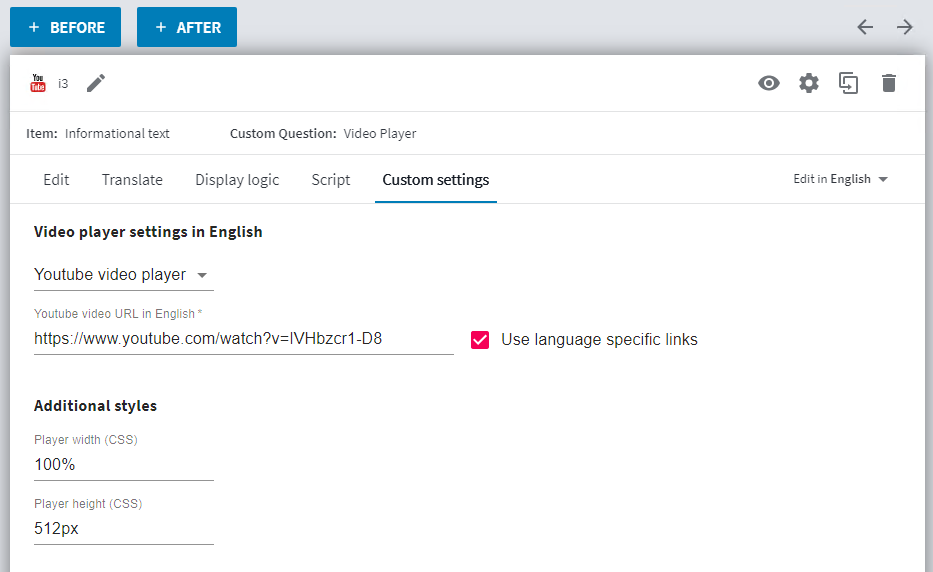 + BEFORE + AFTER
You Tube i3
Item: Informational text Custom Question: Video Player
Edit Translate Display logic Script Custom settings Edit in English
Video player settings in English
Youtube video player
Youtube video URL in English *
https://www.youtube.com/watch?v=IVHbzcr1-D8 Use language specific links
Additional styles
Player width (CSS)
100%
Player height (CSS)
512px